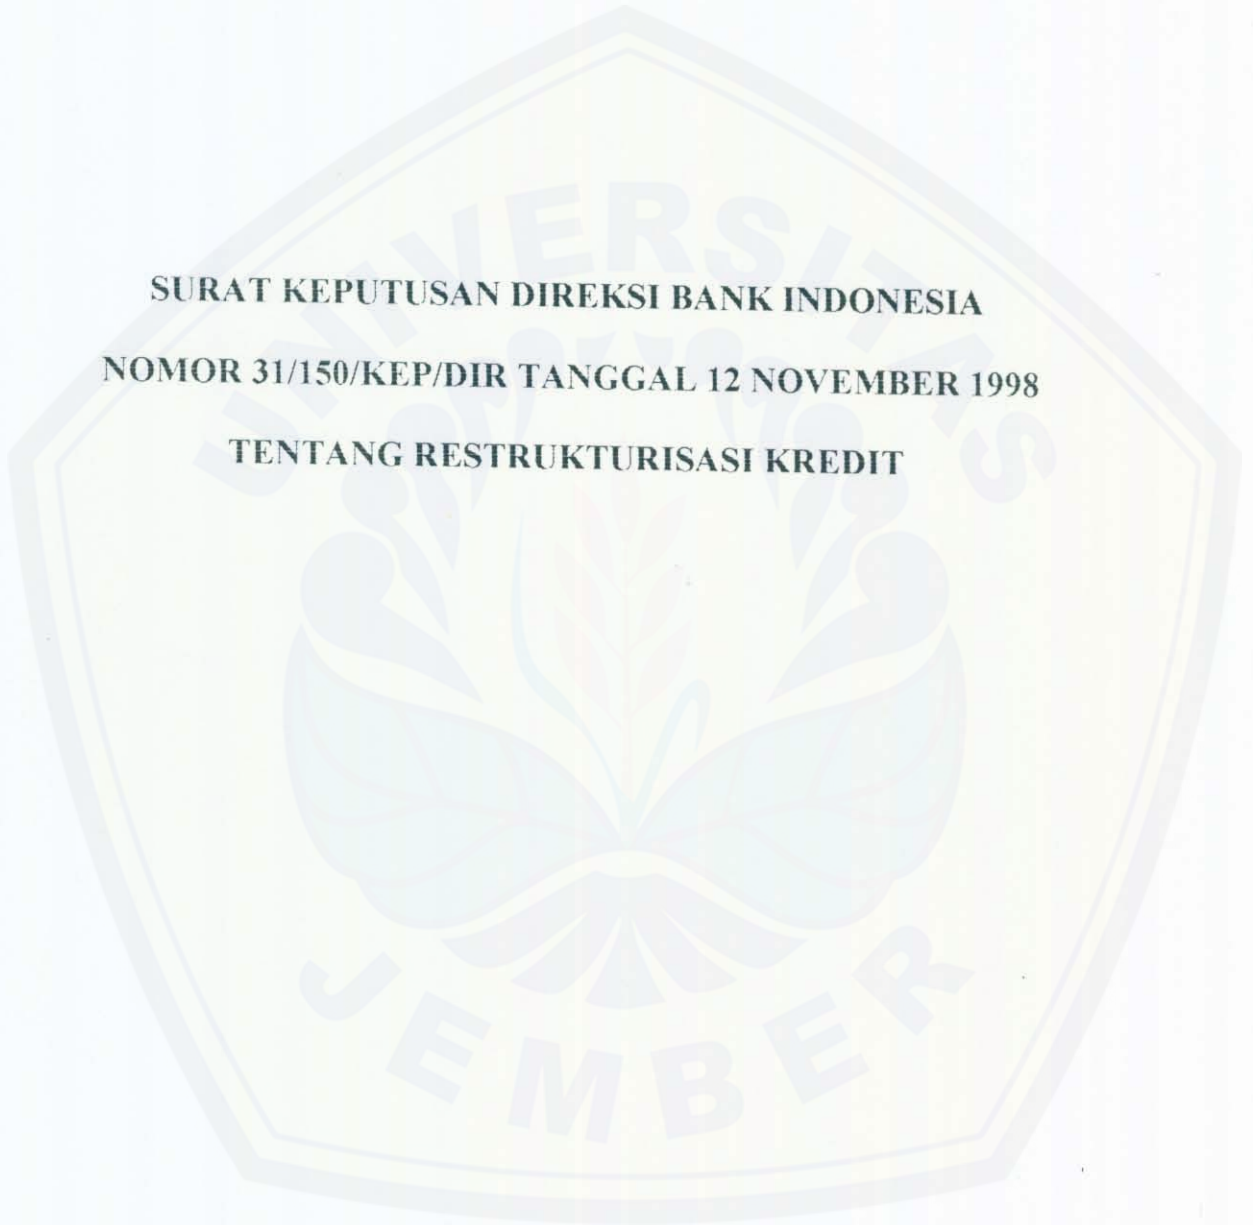 SURAT KEPUTUSAN DIREKSI BANK INDONESIA
NOMOR 31/150/KEP/DIR TANGGAL 12 NOVEMBER 1998
TENTANG RESTRUKTURISASI KREDIT
UNIVERSITAS
JEMBER